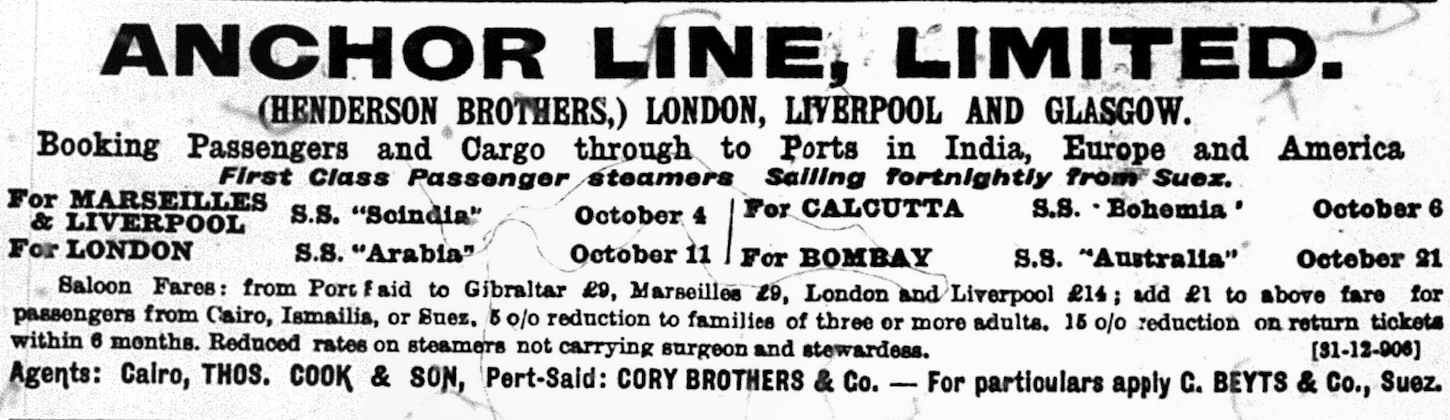 ANCHOR LINE, LIMITED.
(HENDERSON BROTHERS,) LONDON, LIVERPOOL AND GLASGOW.
Booking Passengers and Cargo through to Ports in India, Europe and America
First Class Passenger steamers Sailing fortnightly from Suez.
For MARSEILLES & LIVERPOOL S.S. "Scindia" October 4
For LONDON S.S. "Arabia" October 11
For CALCUTTA S.S. "Bohemia" October 6
For BOMBAY S.S. "Australia" October 21
Saloon Fares: from Port Said to Gibraltar £9, Marseilles £9, London and Liverpool £14; add £1 to above fare for
passengers from Cairo, Ismailia, or Suez. 5 o/o reduction to families of three or more adults. 15 o/o reduction on return tickets
within 6 months. Reduced rates on steamers not carrying surgeon and stewardess. [31-12-906]
Agents: Cairo, THOS. COOK & SON, Port-Said: CORY BROTHERS & Co. — For particulars apply C. BEYTS & Co., Suez.